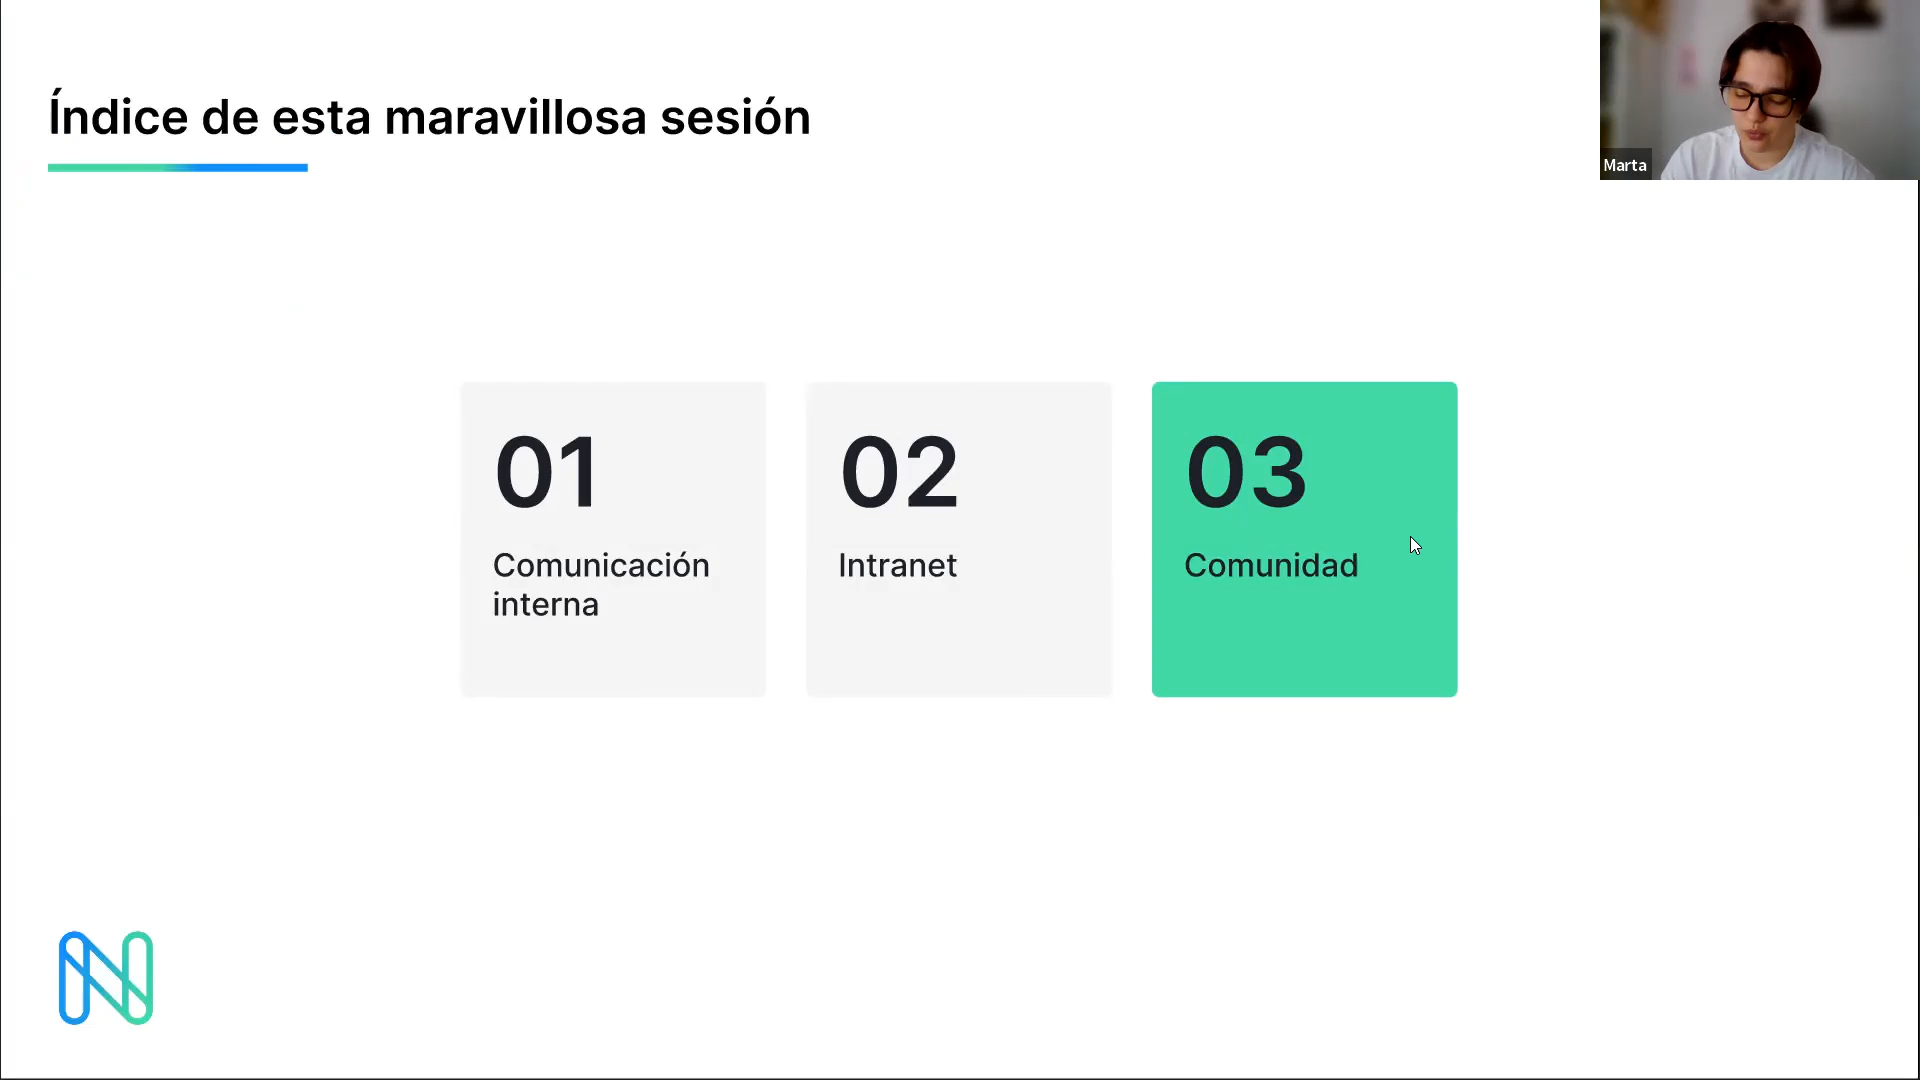 Índice de esta maravillosa sesión
Marta
01
Comunicación
interna
02
Intranet
03
Comunidad